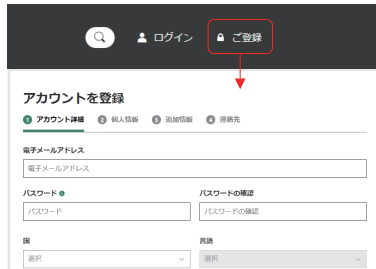 ログイン ご登録
アカウントを登録
1 アカウント詳細 2 個人情報 3 追加情報 4 連絡先
電子メールアドレス
電子メールアドレス
パスワード パスワードの確認
パスワード パスワードの確認
国 言語
選択 選択